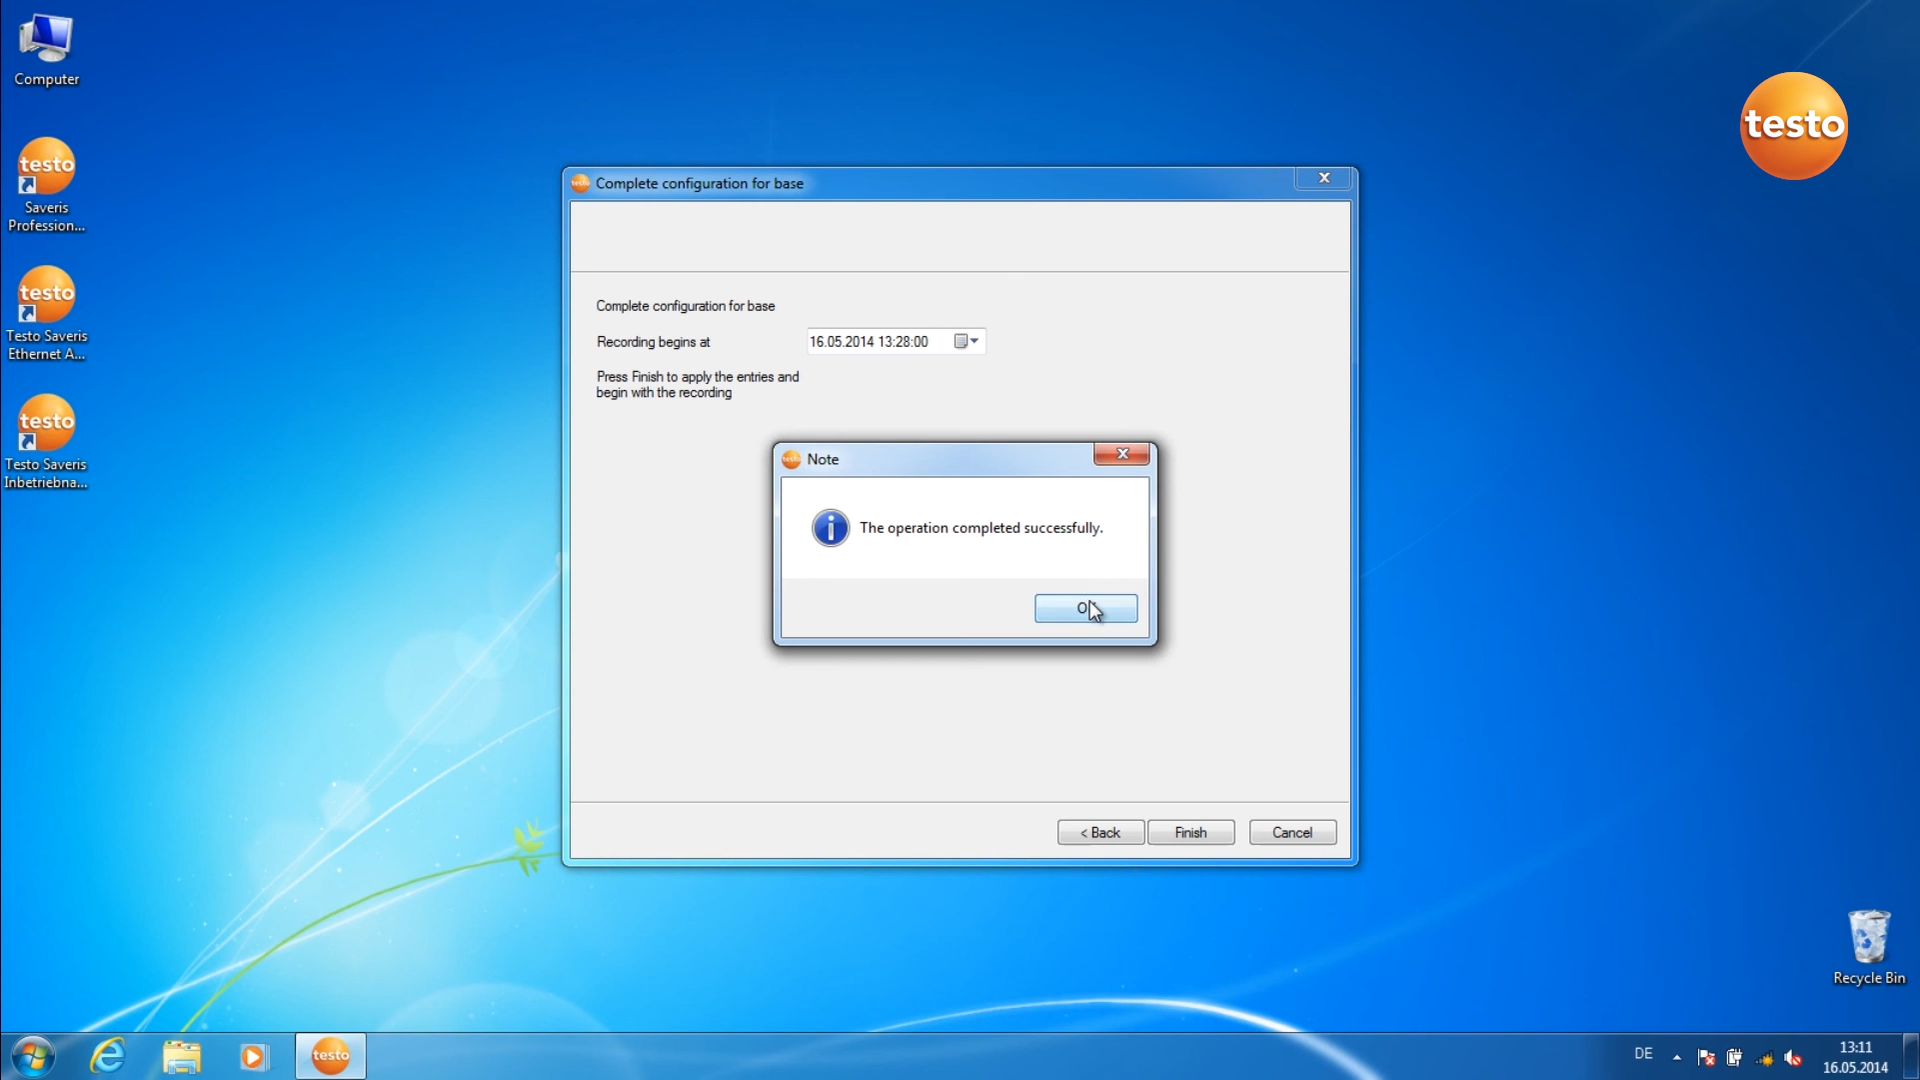 Computer
testo
testo
Saveris
Profession...
testo
Testo Saveris
Ethernet A...
testo
Testo Saveris
Inbetriebna...
Complete configuration for base
Complete configuration for base
Recording begins at
16.05.2014 13:28:00
Press Finish to apply the entries and
begin with the recording
Note
The operation completed successfully.
< Back
Finish
Cancel
Recycle Bin
testo
DE
13:11
16.05.2014